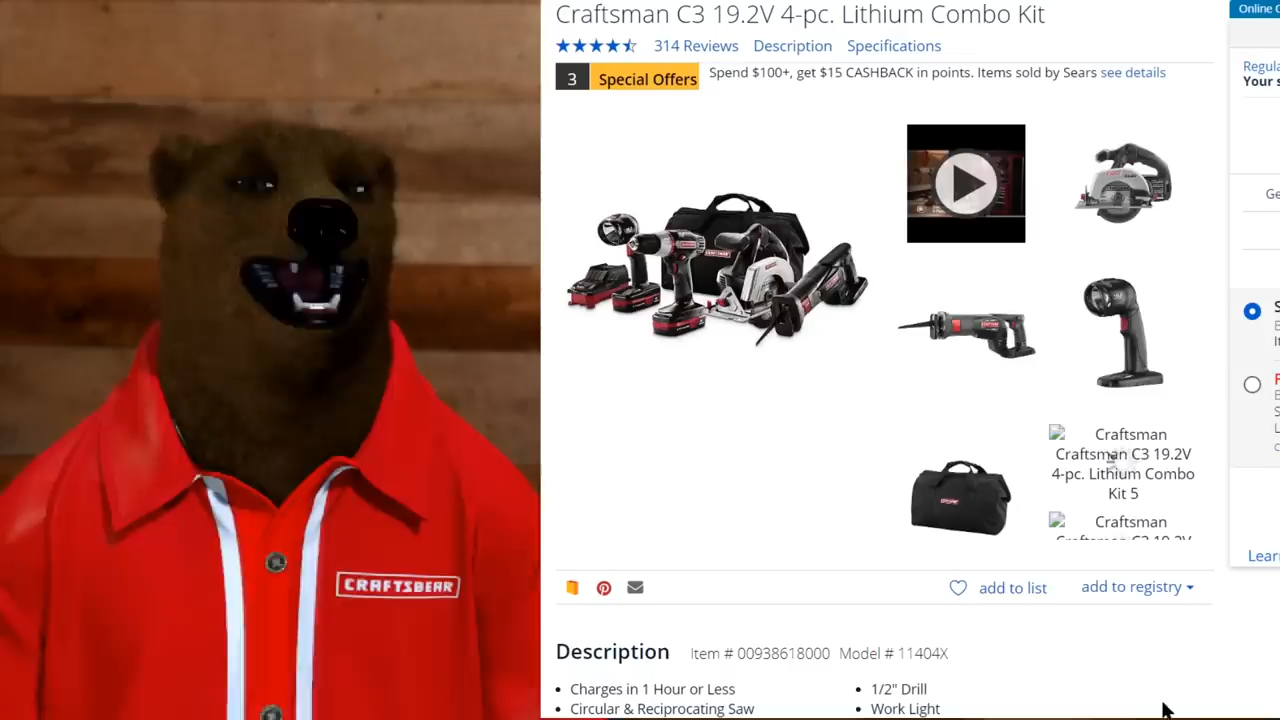 Craftsman C3 19.2V 4-pc. Lithium Combo Kit
Online
314 Reviews Description Specifications
3 Special Offers Spend $100+, get $15 CASHBACK in points. Items sold by Sears see details
Your
Craftsman
Craftsman C3 19.2V
4-pc. Lithium Combo
Kit 5
Craftsman
add to list add to registry
CRAFTSBEAR
Description Item # 00938618000 Model # 11404X
Charges in 1 Hour or Less
1/2" Drill
Circular & Reciprocating Saw
Work Light